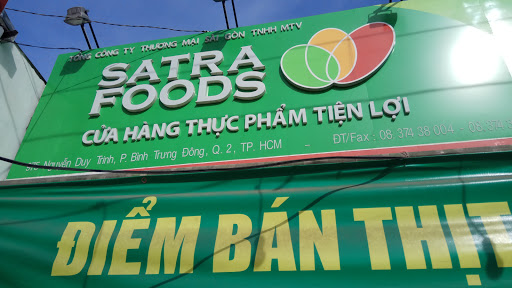 TỔNG CÔNG TY THƯƠNG MẠI SÀI GÒN TNHH MTV
SATRA
FOODS
CỬA HÀNG THỰC PHẨM TIỆN LỢI
Nguyễn Duy Trinh, P. Bình Trưng Đông, Q. 2, TP. HCM - ĐT/Fax : 08. 374 38 004 -
ĐIỂM BÁN THỊT